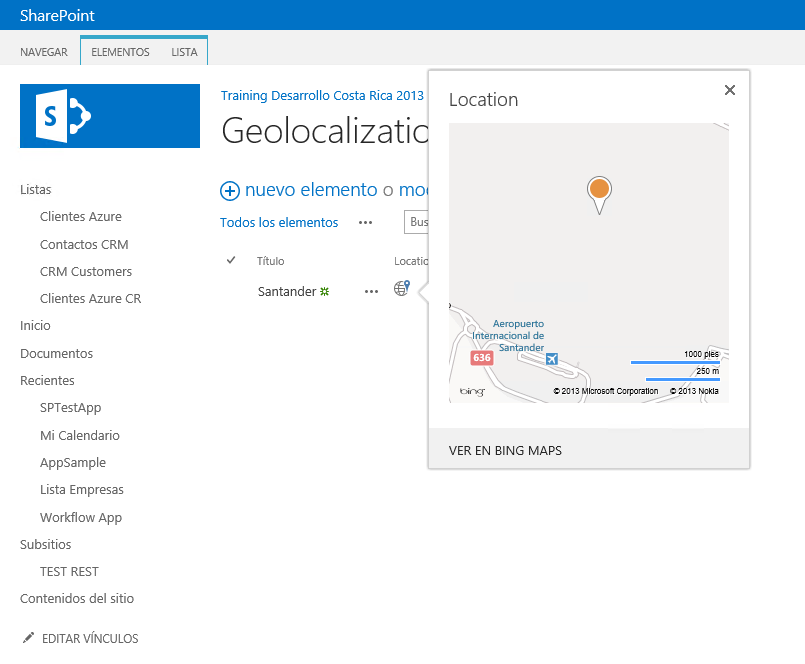 SharePoint
NAVEGAR ELEMENTOS LISTA
S
Training Desarrollo Costa Rica 2013
Geolocalizatio
nuevo elemento o mo
Todos los elementos ••• Bus
Título Locatio
Santander •••
Listas
Clientes Azure
Contactos CRM
CRM Customers
Clientes Azure CR
Inicio
Documentos
Recientes
SPTestApp
Mi Calendario
AppSample
Lista Empresas
Workflow App
Subsitios
TEST REST
Contenidos del sitio
EDITAR VÍNCULOS
Location
Aeropuerto
Internacional de
Santander
636
1000 pies
250 m
bing
© 2013 Microsoft Corporation © 2013 Nokia
VER EN BING MAPS